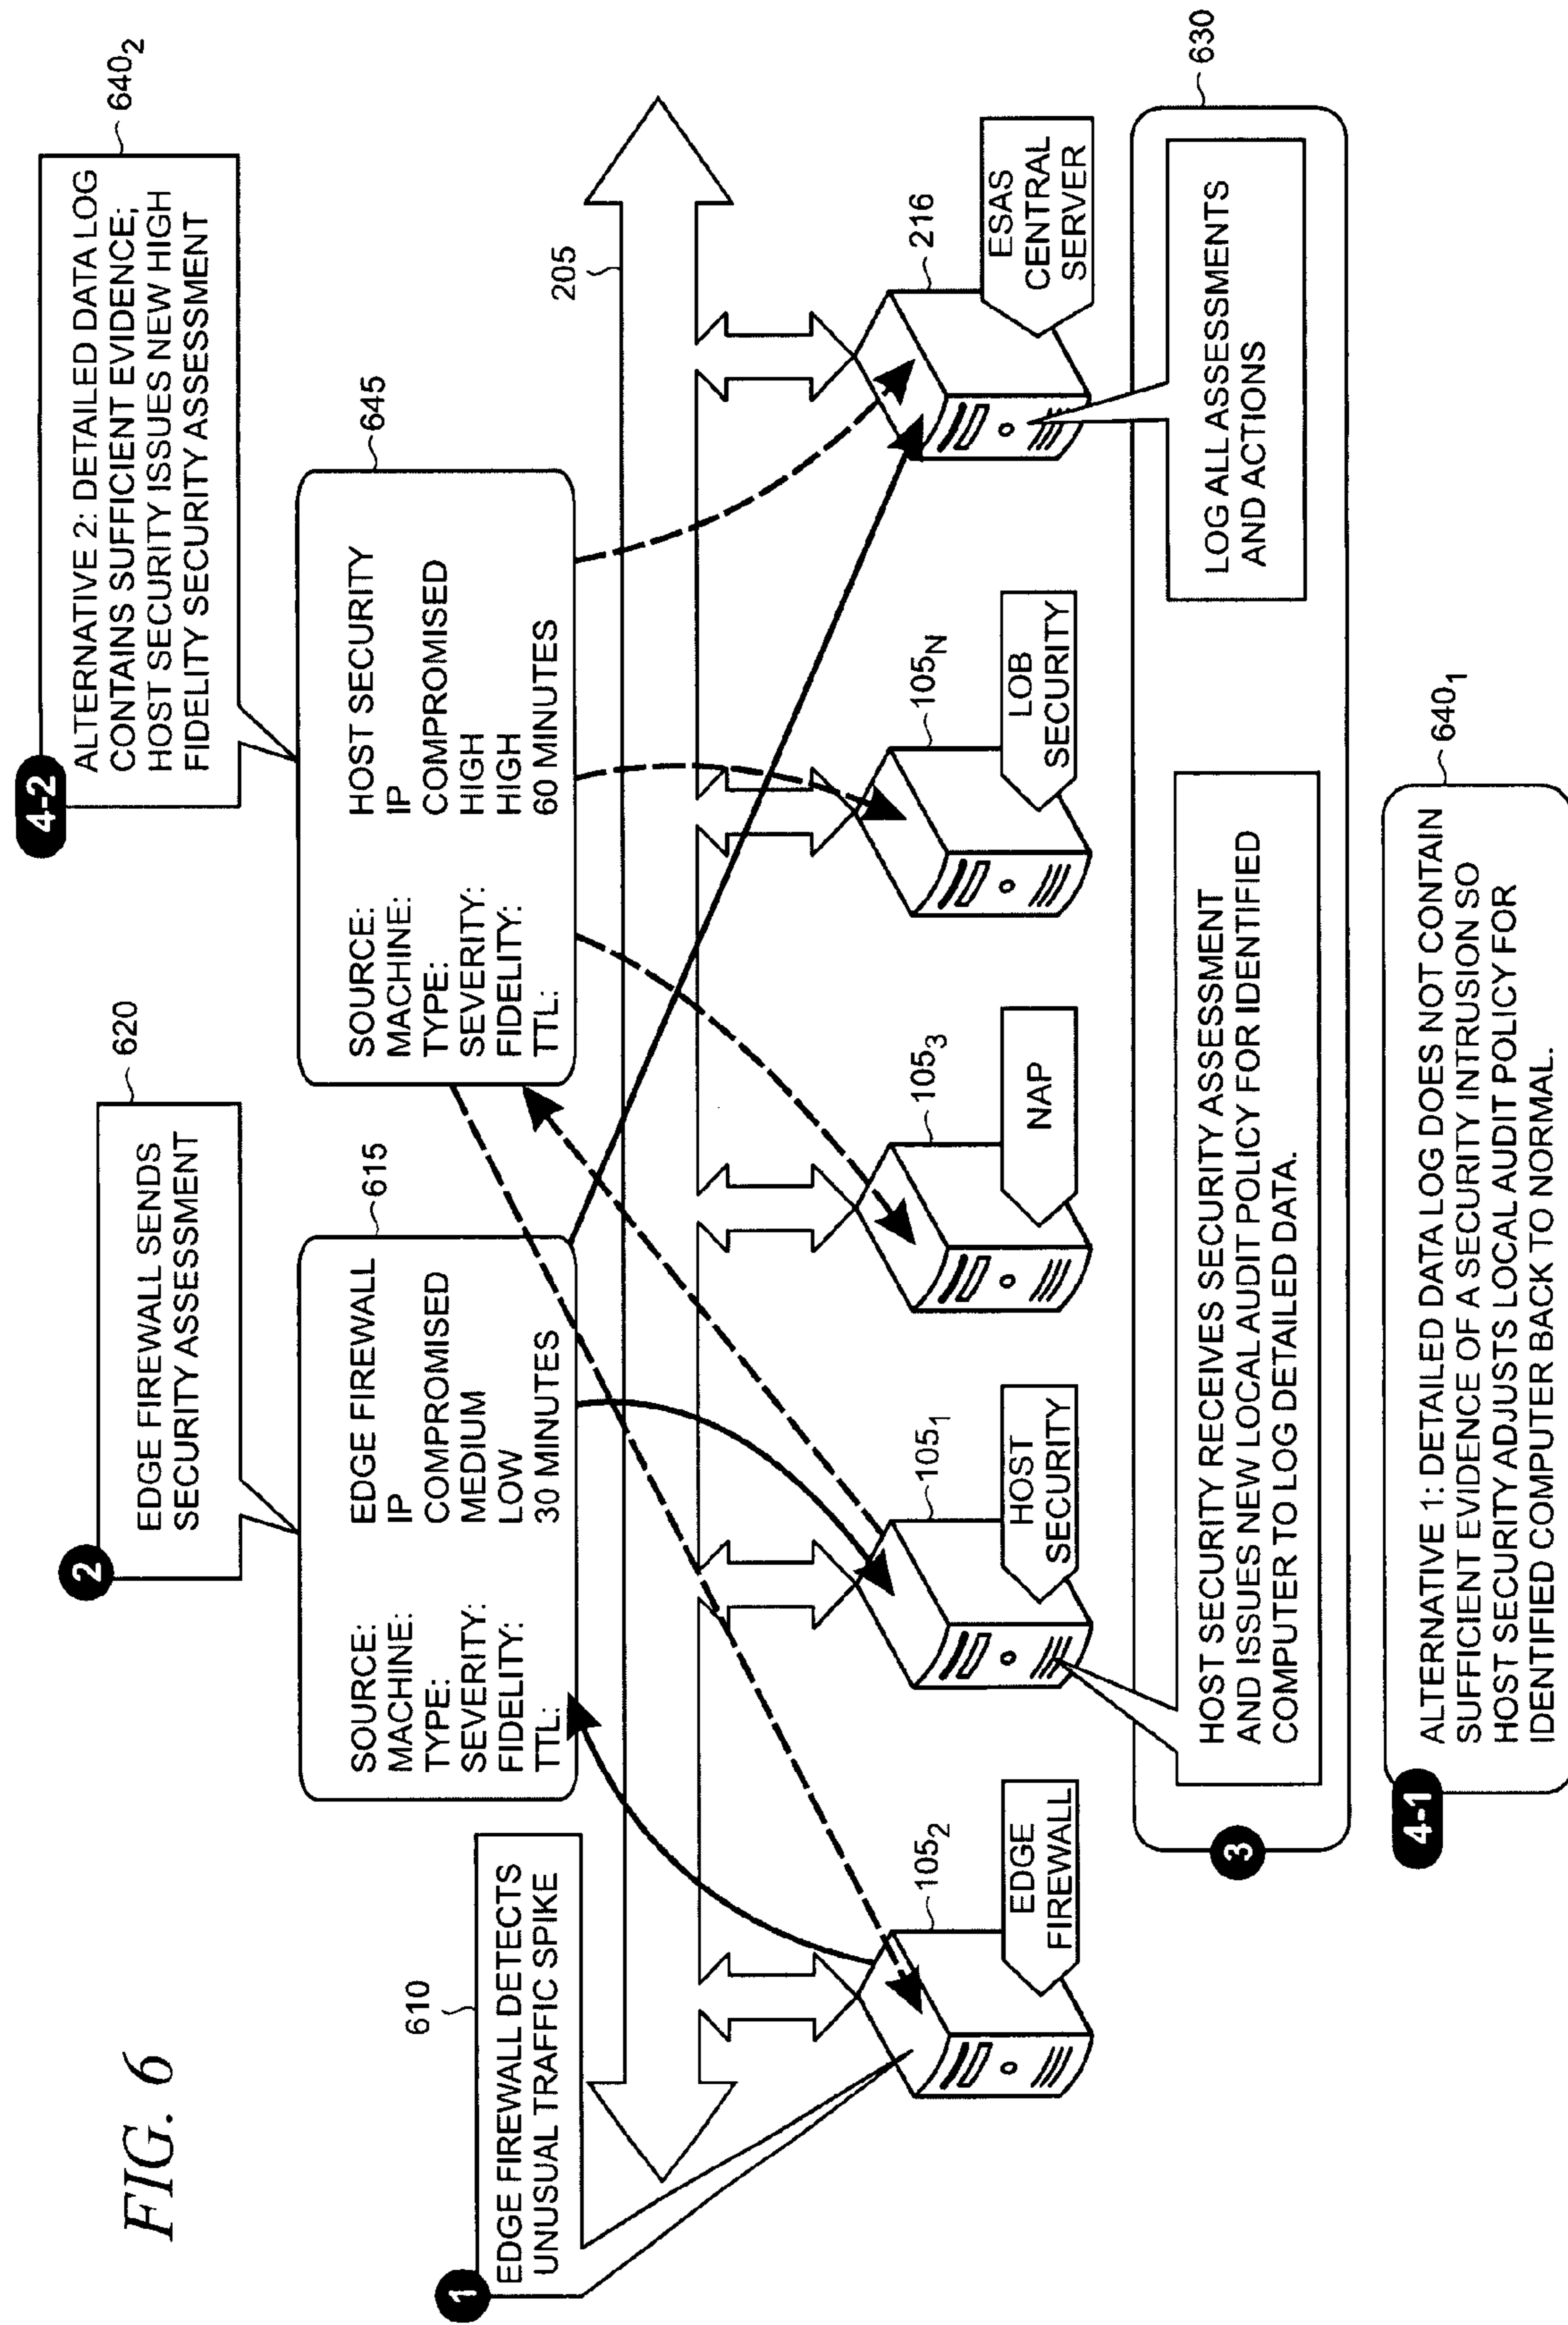 FIG. 6
1
610
EDGE FIREWALL DETECTS
UNUSUAL TRAFFIC SPIKE
2
620
EDGE FIREWALL SENDS
SECURITY ASSESSMENT
615
SOURCE: EDGE FIREWALL
MACHINE: IP
TYPE: COMPROMISED
SEVERITY: MEDIUM
FIDELITY: LOW
TTL: 30 MINUTES
4-2
640₂
ALTERNATIVE 2: DETAILED DATA LOG
CONTAINS SUFFICIENT EVIDENCE;
HOST SECURITY ISSUES NEW HIGH
FIDELITY SECURITY ASSESSMENT
645
SOURCE: HOST SECURITY
MACHINE: IP
TYPE: COMPROMISED
SEVERITY: HIGH
FIDELITY: HIGH
TTL: 60 MINUTES
205
105₂
EDGE
FIREWALL
105₁
HOST
SECURITY
105₃
NAP
105N
LOB
SECURITY
216
ESAS
CENTRAL
SERVER
3
630
HOST SECURITY RECEIVES SECURITY ASSESSMENT
AND ISSUES NEW LOCAL AUDIT POLICY FOR IDENTIFIED
COMPUTER TO LOG DETAILED DATA.
LOG ALL ASSESSMENTS
AND ACTIONS
4-1
640₁
ALTERNATIVE 1: DETAILED DATA LOG DOES NOT CONTAIN
SUFFICIENT EVIDENCE OF A SECURITY INTRUSION SO
HOST SECURITY ADJUSTS LOCAL AUDIT POLICY FOR
IDENTIFIED COMPUTER BACK TO NORMAL.